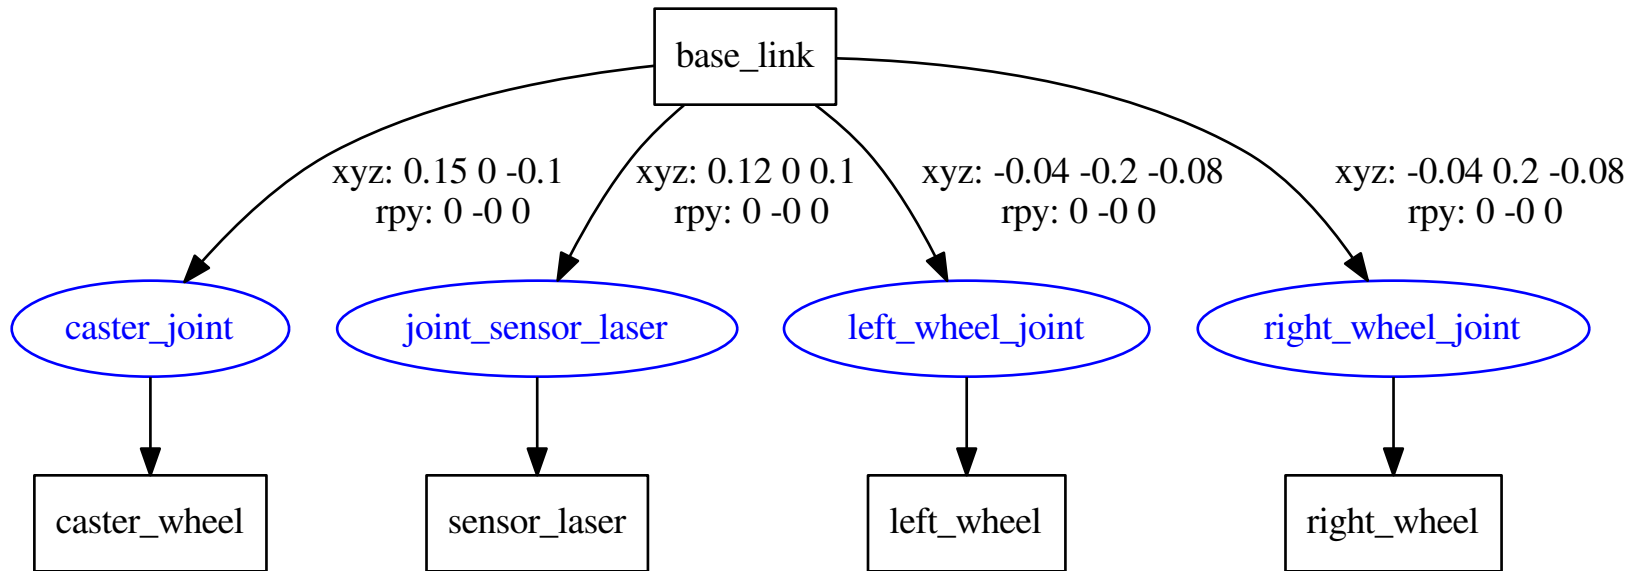 base_link
xyz: 0.15 0 -0.1
rpy: 0 -0 0
xyz: 0.12 0 0.1
rpy: 0 -0 0
xyz: -0.04 -0.2 -0.08
rpy: 0 -0 0
xyz: -0.04 0.2 -0.08
rpy: 0 -0 0
caster_joint
joint_sensor_laser
left_wheel_joint
right_wheel_joint
caster_wheel
sensor_laser
left_wheel
right_wheel